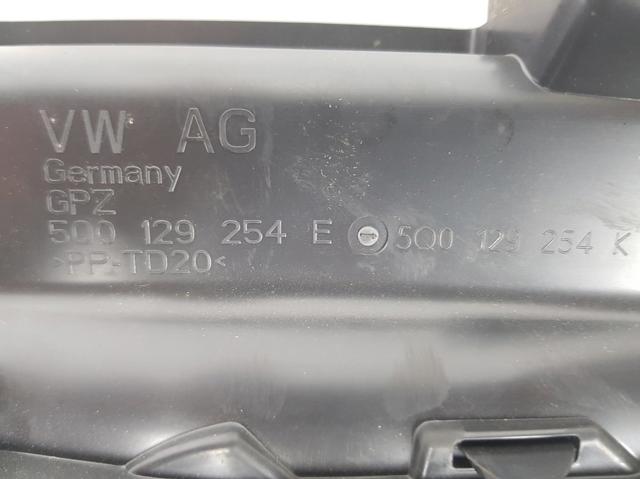 VW AG
Germany
GPZ
5Q0 129 254 E 5Q0 129 254 K
>PP-TD20<